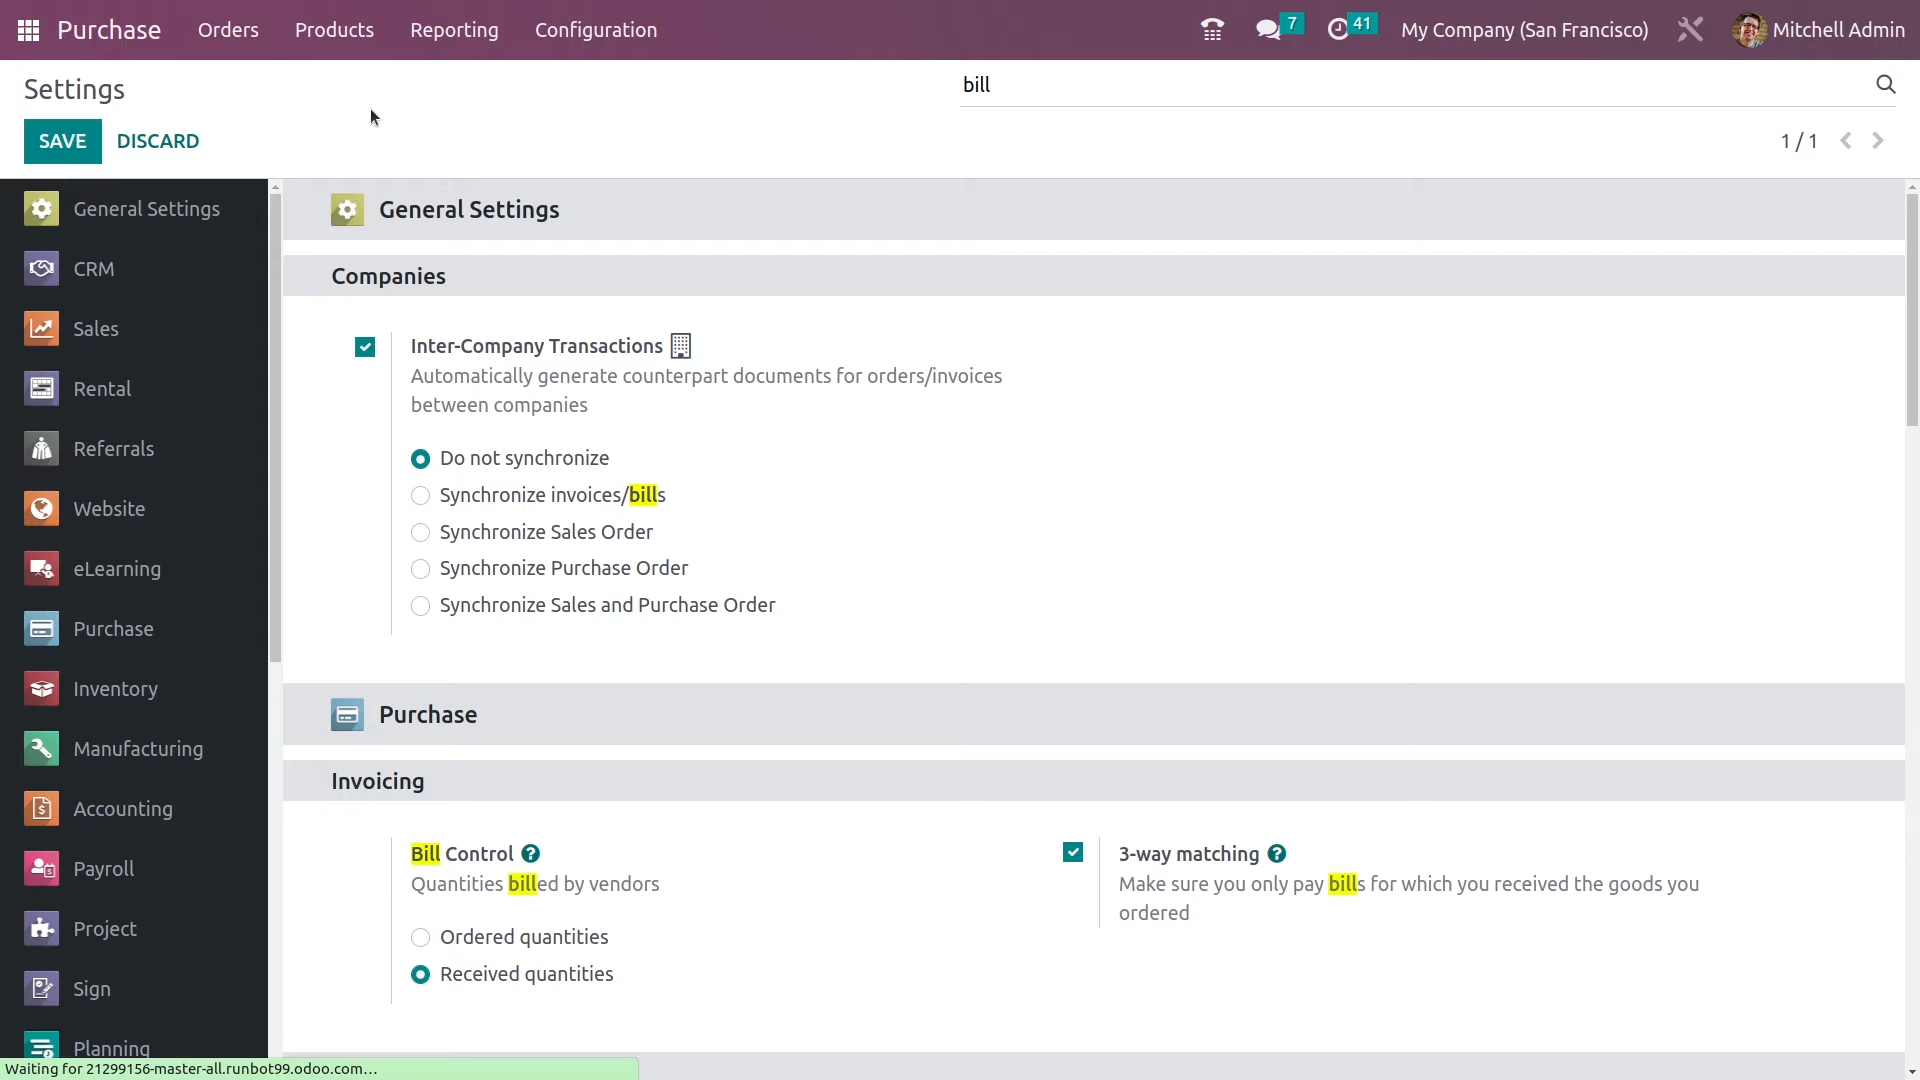 Purchase Orders Products Reporting Configuration 7 41 My Company (San Francisco) Mitchell Admin
Settings
bill
SAVE DISCARD
1 / 1
General Settings
CRM
Sales
Rental
Referrals
Website
eLearning
Purchase
Inventory
Manufacturing
Accounting
Payroll
Project
Sign
Planning
General Settings
Companies
Inter-Company Transactions
Automatically generate counterpart documents for orders/invoices
between companies
Do not synchronize
Synchronize invoices/bills
Synchronize Sales Order
Synchronize Purchase Order
Synchronize Sales and Purchase Order
Purchase
Invoicing
Bill Control ?
Quantities billed by vendors
Ordered quantities
Received quantities
3-way matching ?
Make sure you only pay bills for which you received the goods you
ordered
Waiting for 21299156-master-all.runbot99.odoo.com...